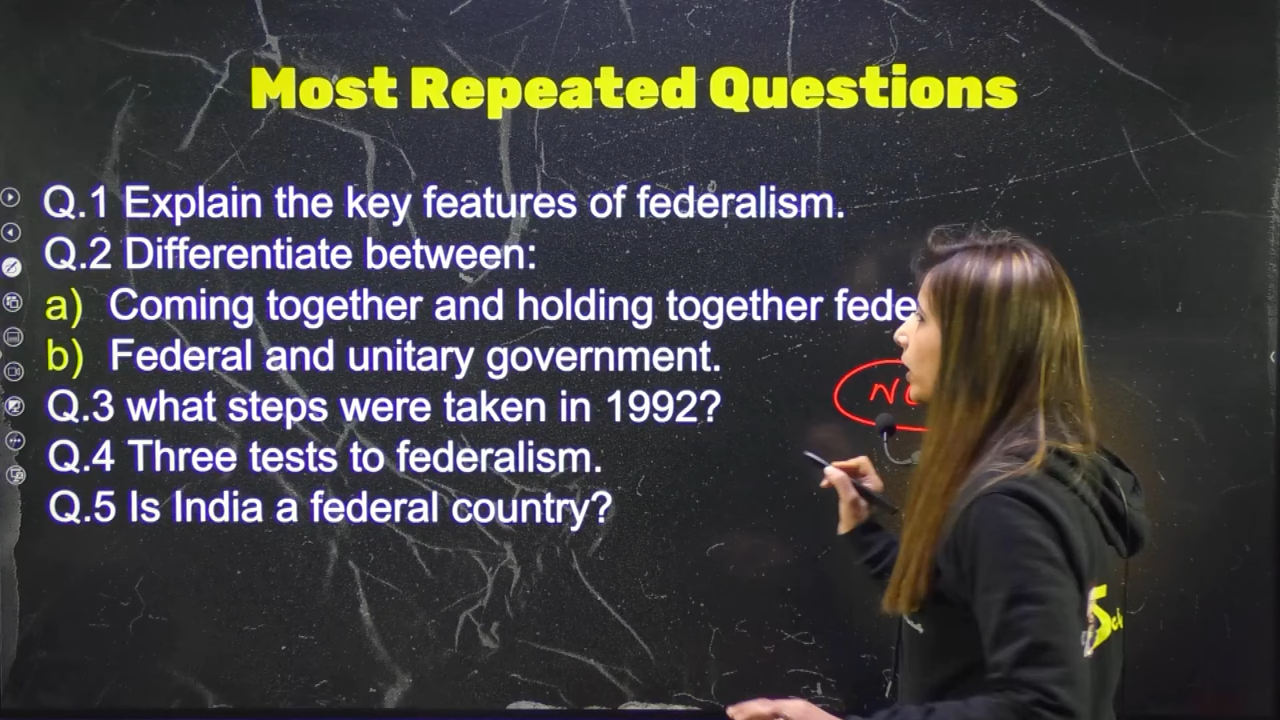 Most Repeated Questions
Q.1 Explain the key features of federalism.
Q.2 Differentiate between:
a) Coming together and holding together fede
b) Federal and unitary government.
Q.3 what steps were taken in 1992?
Q.4 Three tests to federalism.
Q.5 Is India a federal country?